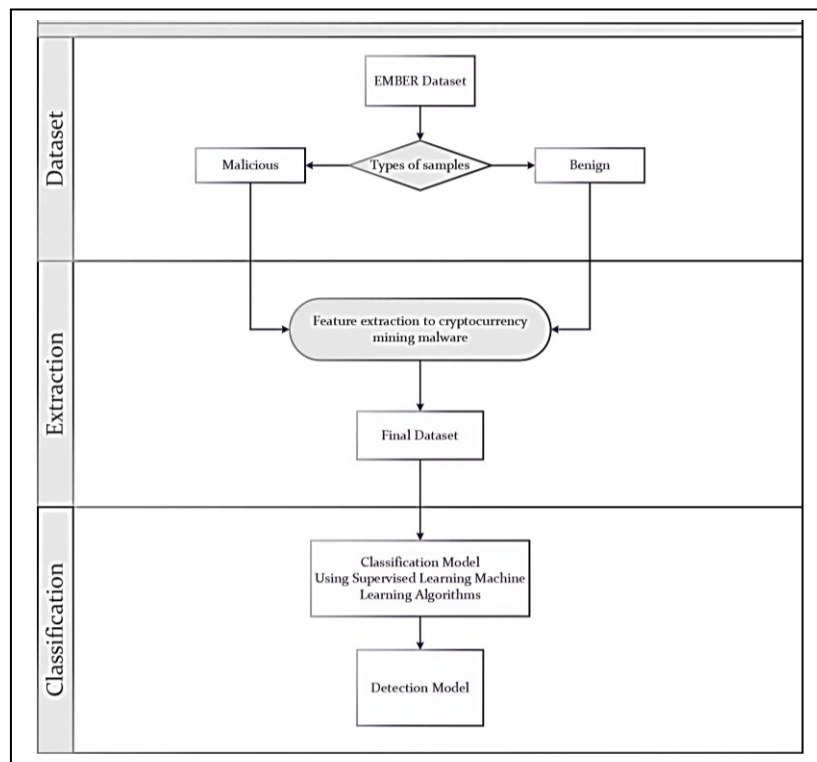 Dataset
EMBER Dataset
Malicious
Types of samples
Benign
Extraction
Feature extraction to cryptocurrency
mining malware
Final Dataset
Classification
Classification Model
Using Supervised Learning Machine
Learning Algorithms
Detection Model